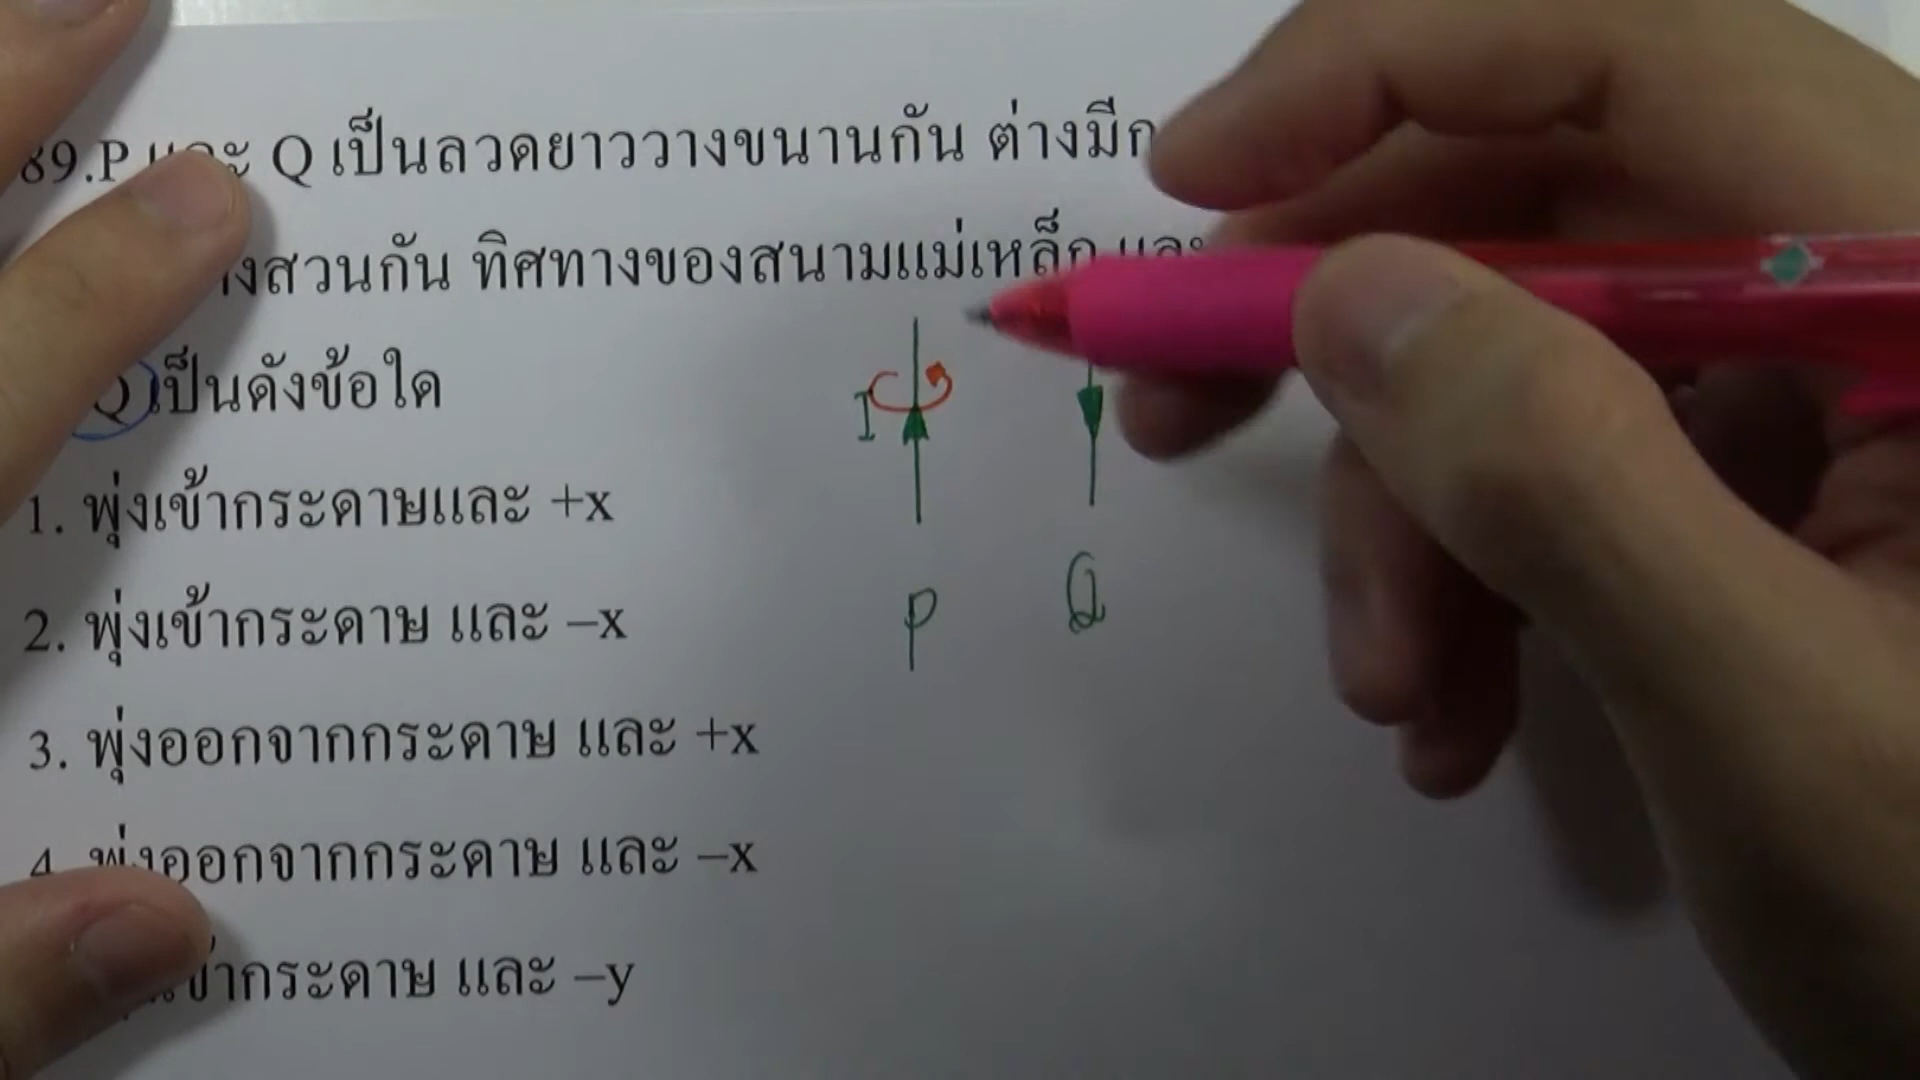 89.P และ Q เป็นลวดยาววางขนานกัน ต่างมีก
งสวนกัน ทิศทางของสนามแม่เหล็ก และ
Q เป็นดังข้อใด
1. พุ่งเข้ากระดาษและ +x
2. พุ่งเข้ากระดาษ และ –x
3. พุ่งออกจากกระดาษ และ +x
4. พุ่งออกจากกระดาษ และ –x
ข้ากระดาษ และ –y
I
P
Q